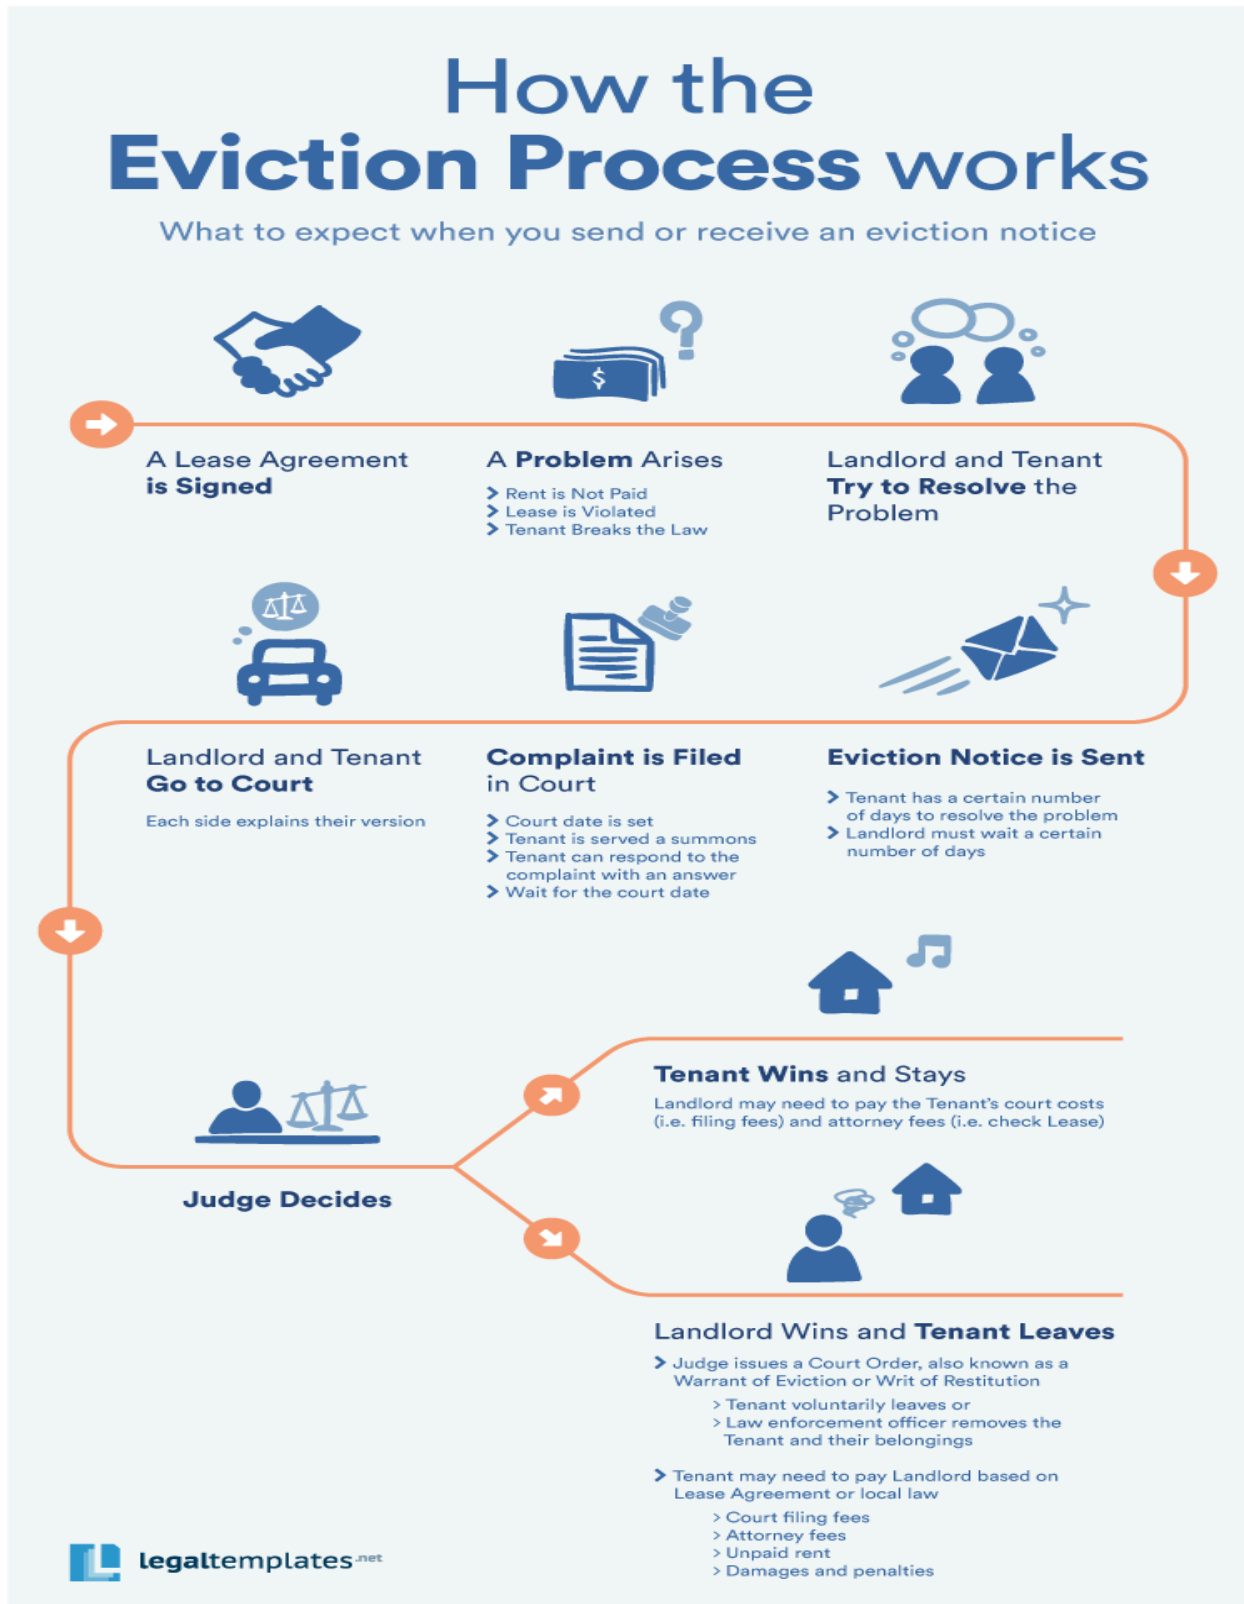 How the
Eviction Process works
What to expect when you send or receive an eviction notice
$
?
A Lease Agreement
is Signed
A Problem Arises
> Rent is Not Paid
> Lease is Violated
> Tenant Breaks the Law
Landlord and Tenant
Try to Resolve the
Problem
Eviction Notice is Sent
> Tenant has a certain number
of days to resolve the problem
> Landlord must wait a certain
number of days
Complaint is Filed
in Court
> Court date is set
> Tenant is served a summons
> Tenant can respond to the
complaint with an answer
> Wait for the court date
Landlord and Tenant
Go to Court
Each side explains their version
Judge Decides
Tenant Wins and Stays
Landlord may need to pay the Tenant's court costs
(i.e. filing fees) and attorney fees (i.e. check Lease)
Landlord Wins and Tenant Leaves
> Judge issues a Court Order, also known as a
Warrant of Eviction or Writ of Restitution
> Tenant voluntarily leaves or
> Law enforcement officer removes the
Tenant and their belongings
> Tenant may need to pay Landlord based on
Lease Agreement or local law
> Court filing fees
> Attorney fees
> Unpaid rent
> Damages and penalties
legaltemplates.net